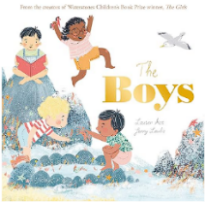 From the creators of Waterstones Children's Book Prize winner, The Girls
The
Boys
Lauren Ace
Jenny Løvlie